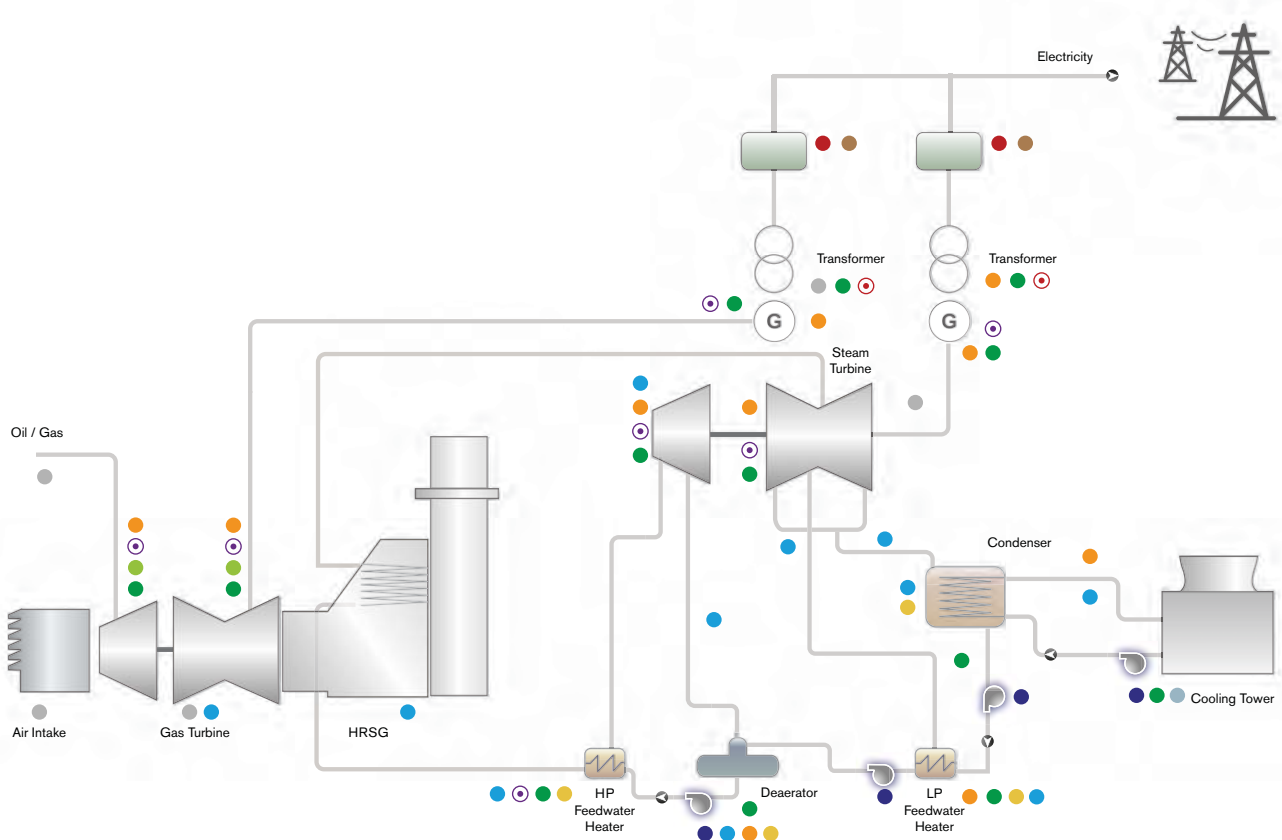 Electricity
Transformer
Transformer
G
G
Steam
Turbine
Oil / Gas
Condenser
Cooling Tower
Air Intake
Gas Turbine
HRSG
HP
Feedwater
Heater
Deaerator
LP
Feedwater
Heater